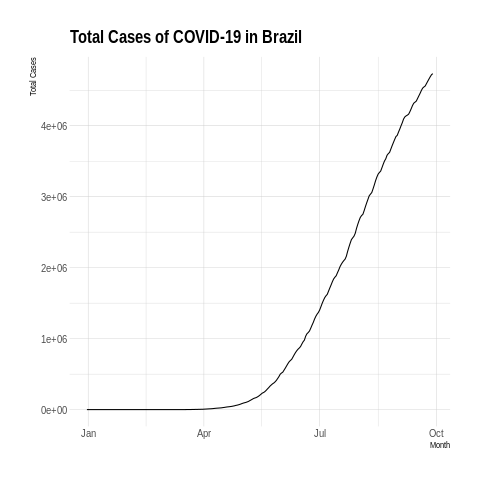 Total Cases of COVID-19 in Brazil
Total Cases
4e+06
3e+06
2e+06
1e+06
0e+00
Jan Apr Jul Oct
Month